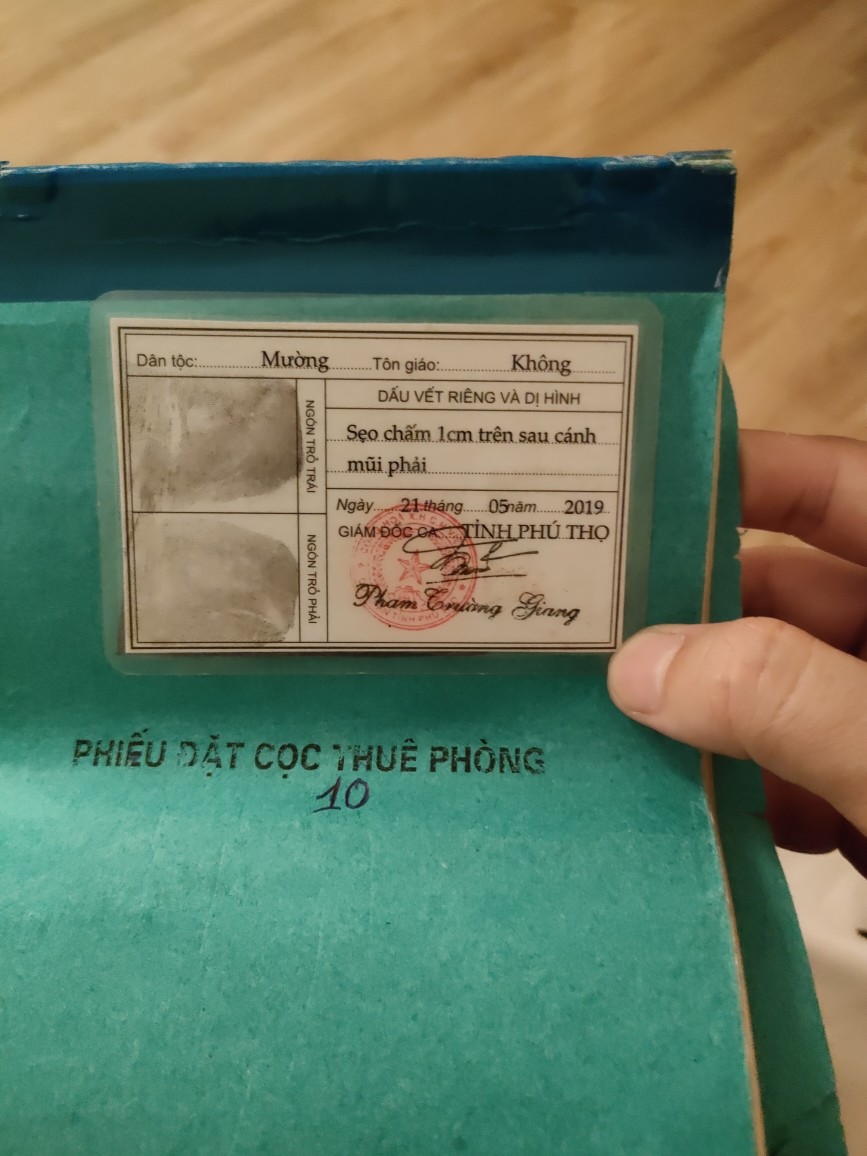 Dân tộc: Mường Tôn giáo: Không
NGÓN TRỎ TRÁI
DẤU VẾT RIÊNG VÀ DỊ HÌNH
Sẹo chấm 1cm trên sau cánh
mũi phải
NGÓN TRỎ PHẢI
Ngày 21 tháng 05 năm 2019
GIÁM ĐỐC CA TỈNH PHÚ THỌ
Phạm Trường Giang
PHIẾU ĐẶT CỌC THUÊ PHÒNG
10